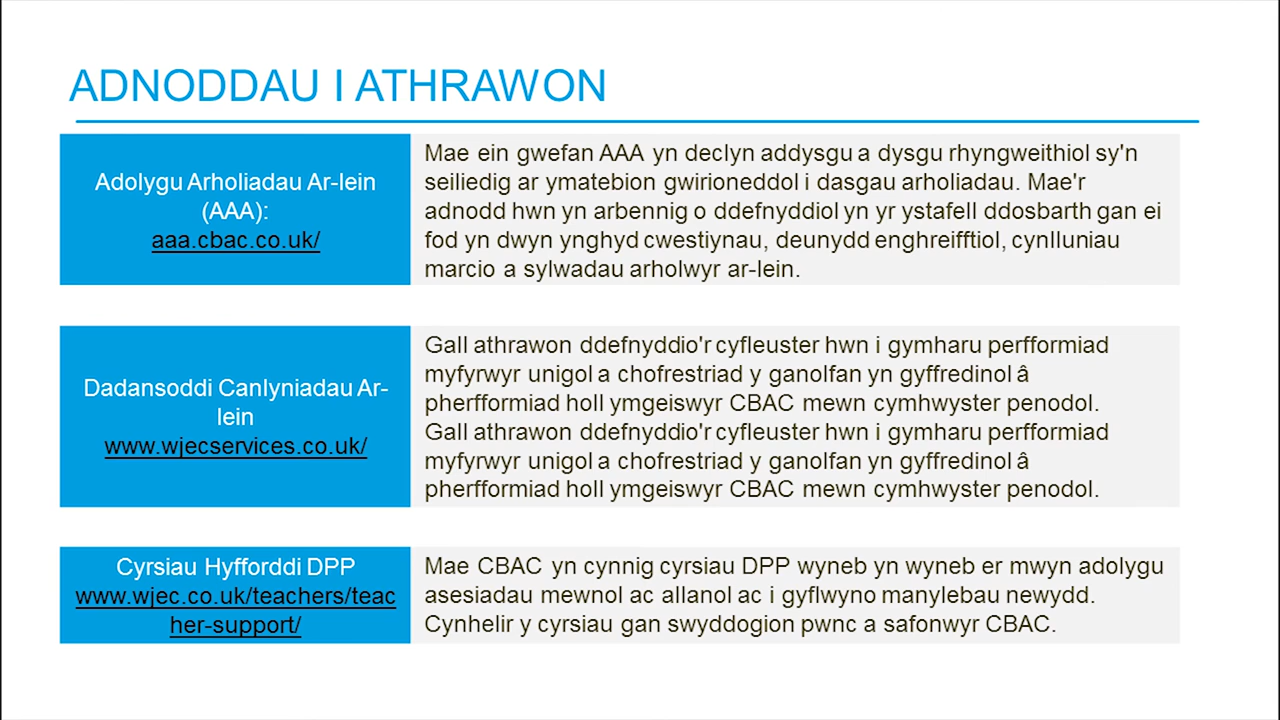 ADNODDAU I ATHRAWON
Adolygu Arholiadau Ar-lein
(AAA):
aaa.cbac.co.uk/
Mae ein gwefan AAA yn declyn addysgu a dysgu rhyngweithiol sy'n
seiliedig ar ymatebion gwirioneddol i dasgau arholiadau. Mae'r
adnodd hwn yn arbennig o ddefnyddiol yn yr ystafell ddosbarth gan ei
fod yn dwyn ynghyd cwestiynau, deunydd enghreifftiol, cynlluniau
marcio a sylwadau arholwyr ar-lein.
Dadansoddi Canlyniadau Ar-
lein
www.wjecservices.co.uk/
Gall athrawon ddefnyddio'r cyfleuster hwn i gymharu perfformiad
myfyrwyr unigol a chofrestriad y ganolfan yn gyffredinol â
pherfformiad holl ymgeiswyr CBAC mewn cymhwyster penodol.
Gall athrawon ddefnyddio'r cyfleuster hwn i gymharu perfformiad
myfyrwyr unigol a chofrestriad y ganolfan yn gyffredinol â
pherfformiad holl ymgeiswyr CBAC mewn cymhwyster penodol.
Cyrsiau Hyfforddi DPP
www.wjec.co.uk/teachers/teac
her-support/
Mae CBAC yn cynnig cyrsiau DPP wyneb yn wyneb er mwyn adolygu
asesiadau mewnol ac allanol ac i gyflwyno manylebau newydd.
Cynhelir y cyrsiau gan swyddogion pwnc a safonwyr CBAC.